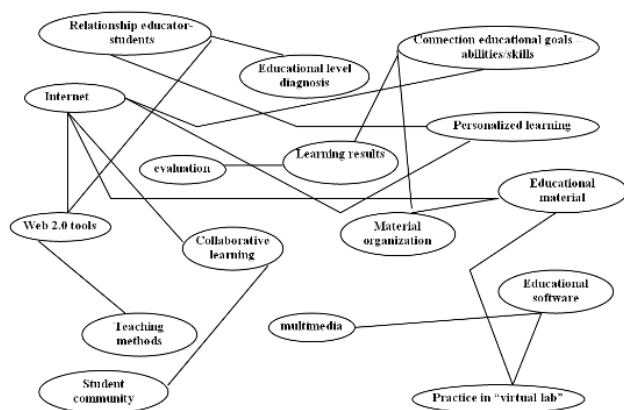 Relationship educator-
students
Connection educational goals –
abilities/skills
Educational level
diagnosis
Internet
Personalized learning
Learning results
evaluation
Educational
material
Web 2.0 tools
Collaborative
learning
Material
organization
Educational
software
Teaching
methods
multimedia
Student
community
Practice in “virtual lab”